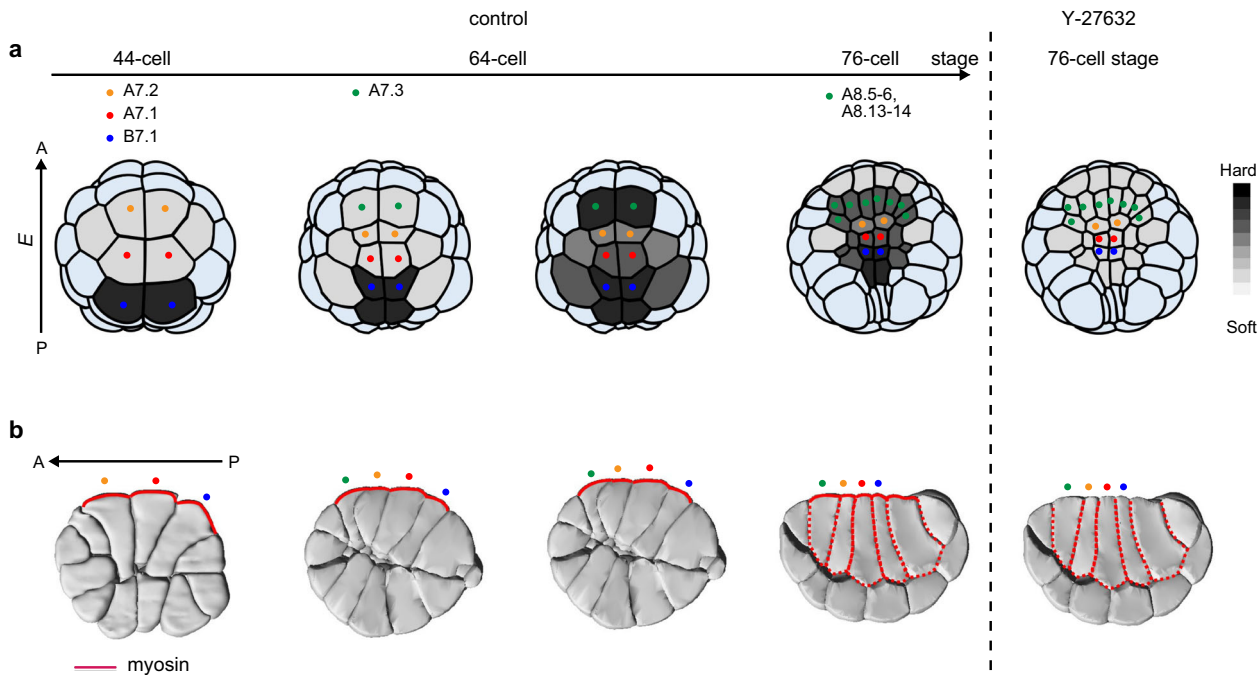 control
Y-27632
a
44-cell
64-cell
76-cell
stage
76-cell stage
A7.2
A7.1
B7.1
A7.3
A8.5-6,
A8.13-14
A
E
P
Hard
Soft
b
A
P
myosin